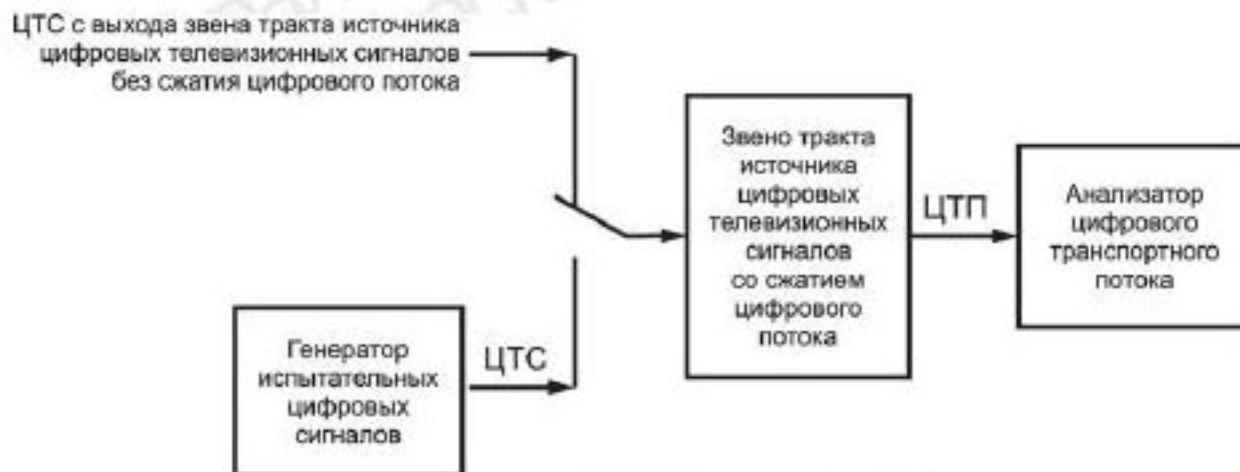 ЦТС с выхода звена тракта источника
цифровых телевизионных сигналов
без сжатия цифрового потока
Звено тракта
источника
цифровых
телевизионных
сигналов
со сжатием
цифрового
потока
ЦТП
Анализатор
цифрового
транспортного
потока
Генератор
испытательных
цифровых
сигналов
ЦТС